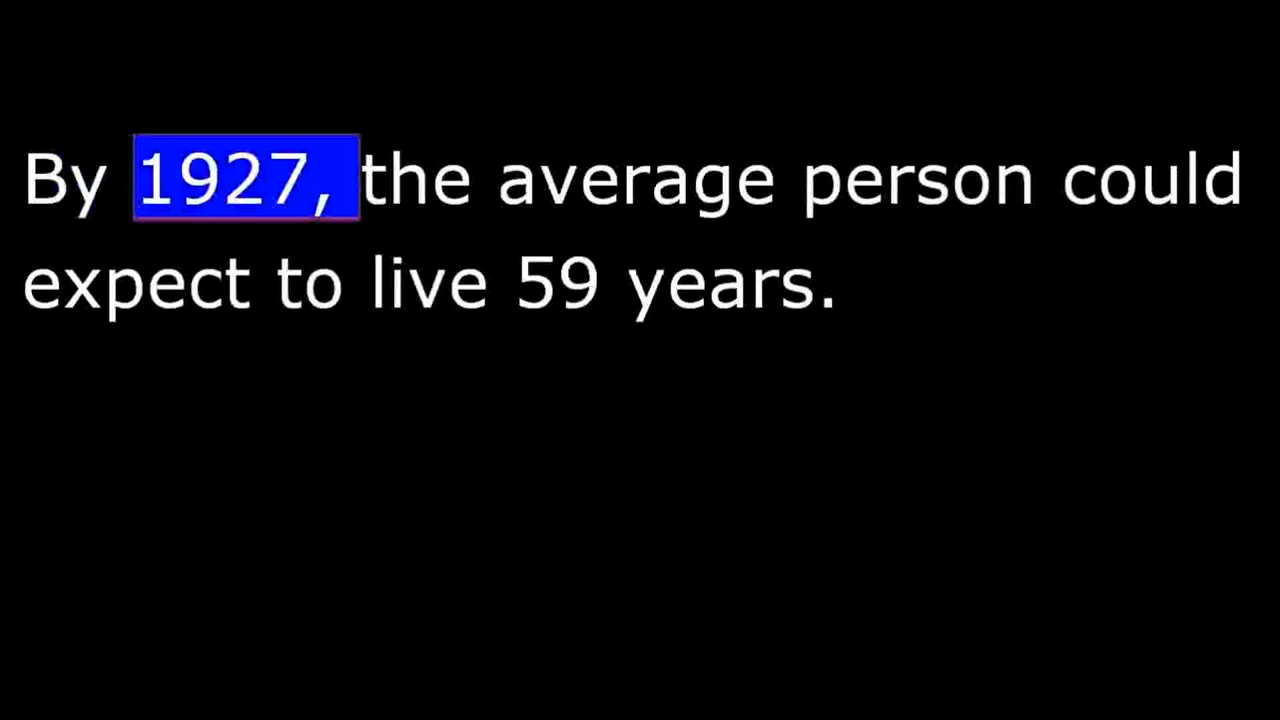 By 1927, the average person could
expect to live 59 years.